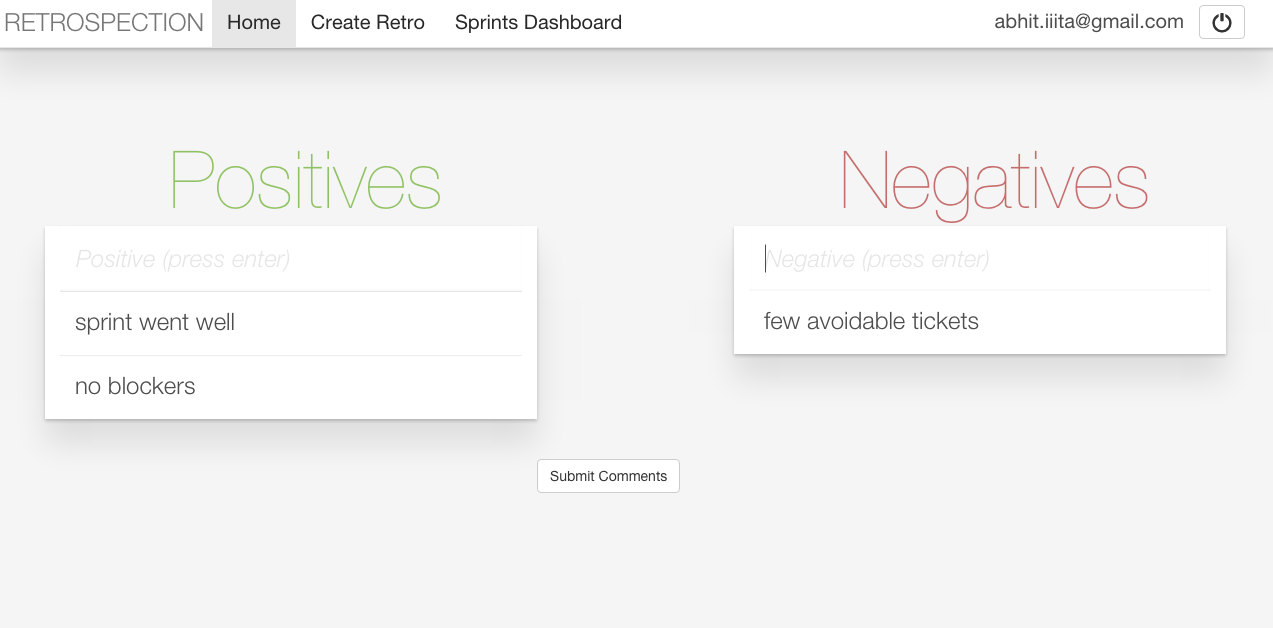 RETROSPECTION Home Create Retro Sprints Dashboard abhit.iiita@gmail.com
Positives
Positive (press enter)
sprint went well
no blockers
Negatives
Negative (press enter)
few avoidable tickets
Submit Comments